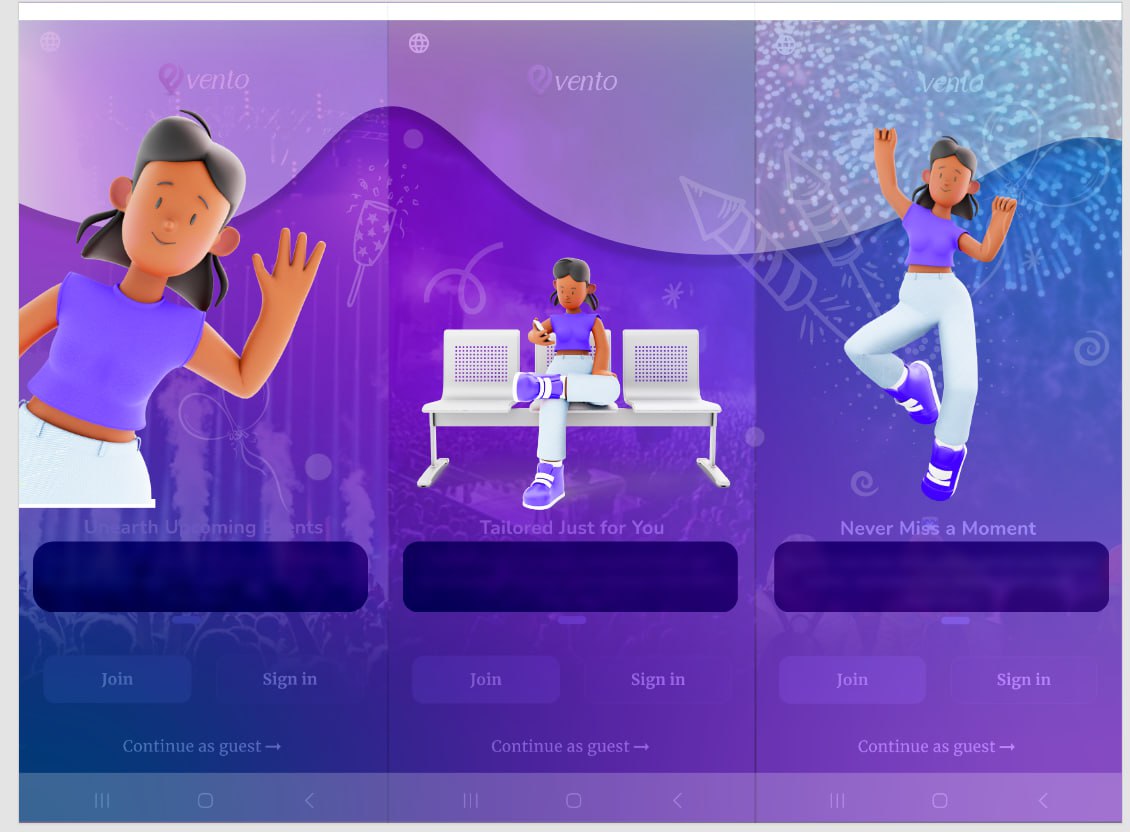 vento
vento
vento
Unearth Upcoming Events
Tailored Just for You
Never Miss a Moment
Join
Sign in
Join
Sign in
Join
Sign in
Continue as guest →
Continue as guest →
Continue as guest →